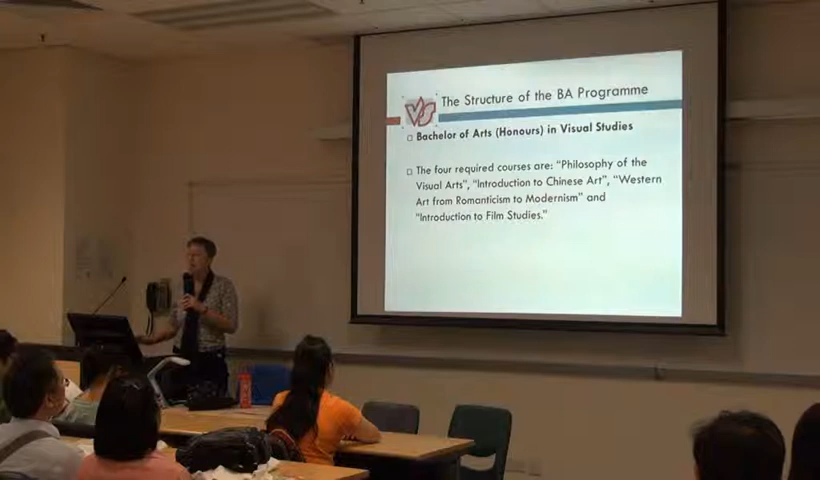 The Structure of the BA Programme
Bachelor of Arts (Honours) in Visual Studies
The four required courses are: “Philosophy of the
Visual Arts”, “Introduction to Chinese Art”, “Western
Art from Romanticism to Modernism” and
“Introduction to Film Studies.”